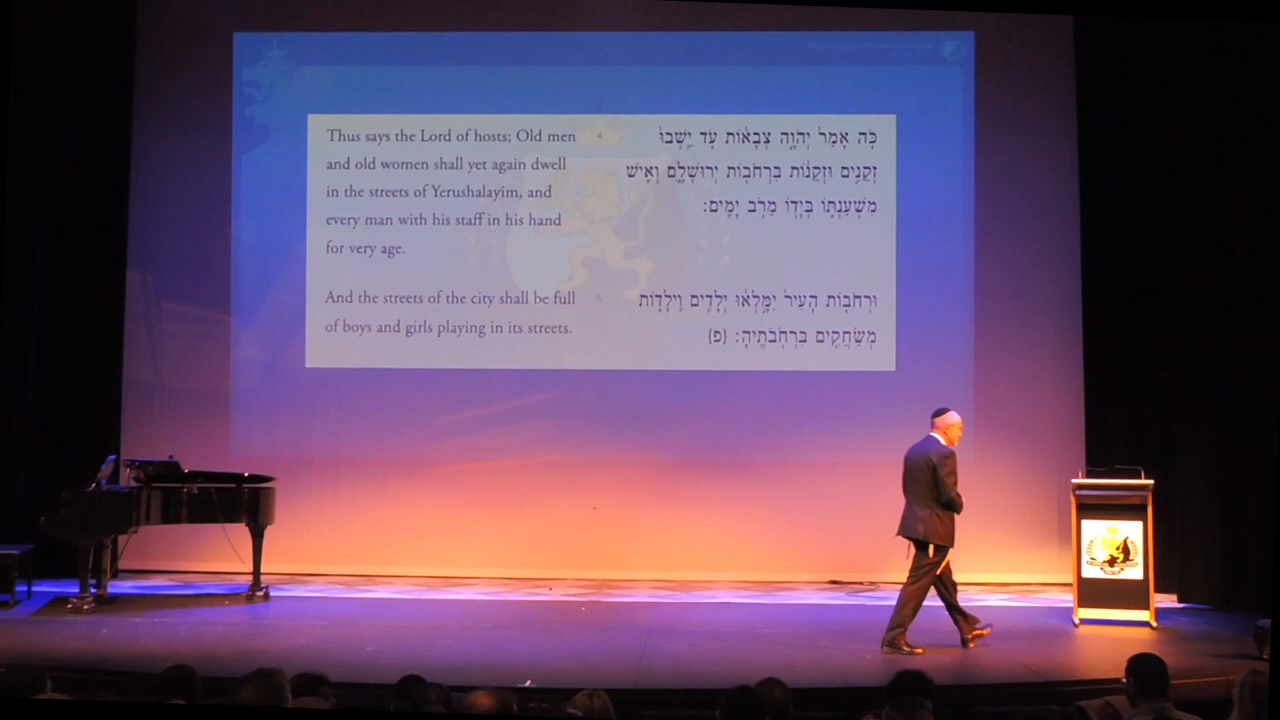 Thus says the Lord of hosts; Old men
and old women shall yet again dwell
in the streets of Yerushalayim, and
every man with his staff in his hand
for very age.
4
כֹּה אָמַר יְהוָה צְבָאוֹת עֹד יֵשְׁבוּ
זְקֵנִים וּזְקֵנוֹת בִּרְחֹבוֹת יְרוּשָׁלִָם וְאִישׁ
מִשְׁעַנְתּוֹ בְּיָדוֹ מֵרֹב יָמִים׃
And the streets of the city shall be full
of boys and girls playing in its streets.
5
וּרְחֹבוֹת הָעִיר יִמָּלְאוּ יְלָדִים וִילָדוֹת
מְשַׂחֲקִים בִּרְחֹבֹתֶיהָ׃ {פ}